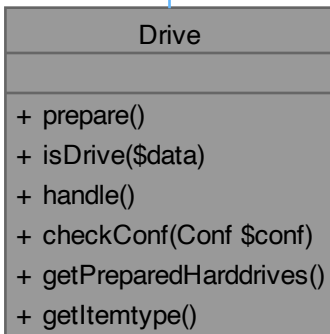 Drive
+ prepare()
+ isDrive($data)
+ handle()
+ checkConf(Conf $conf)
+ getPreparedHarddrives()
+ getItemtype()